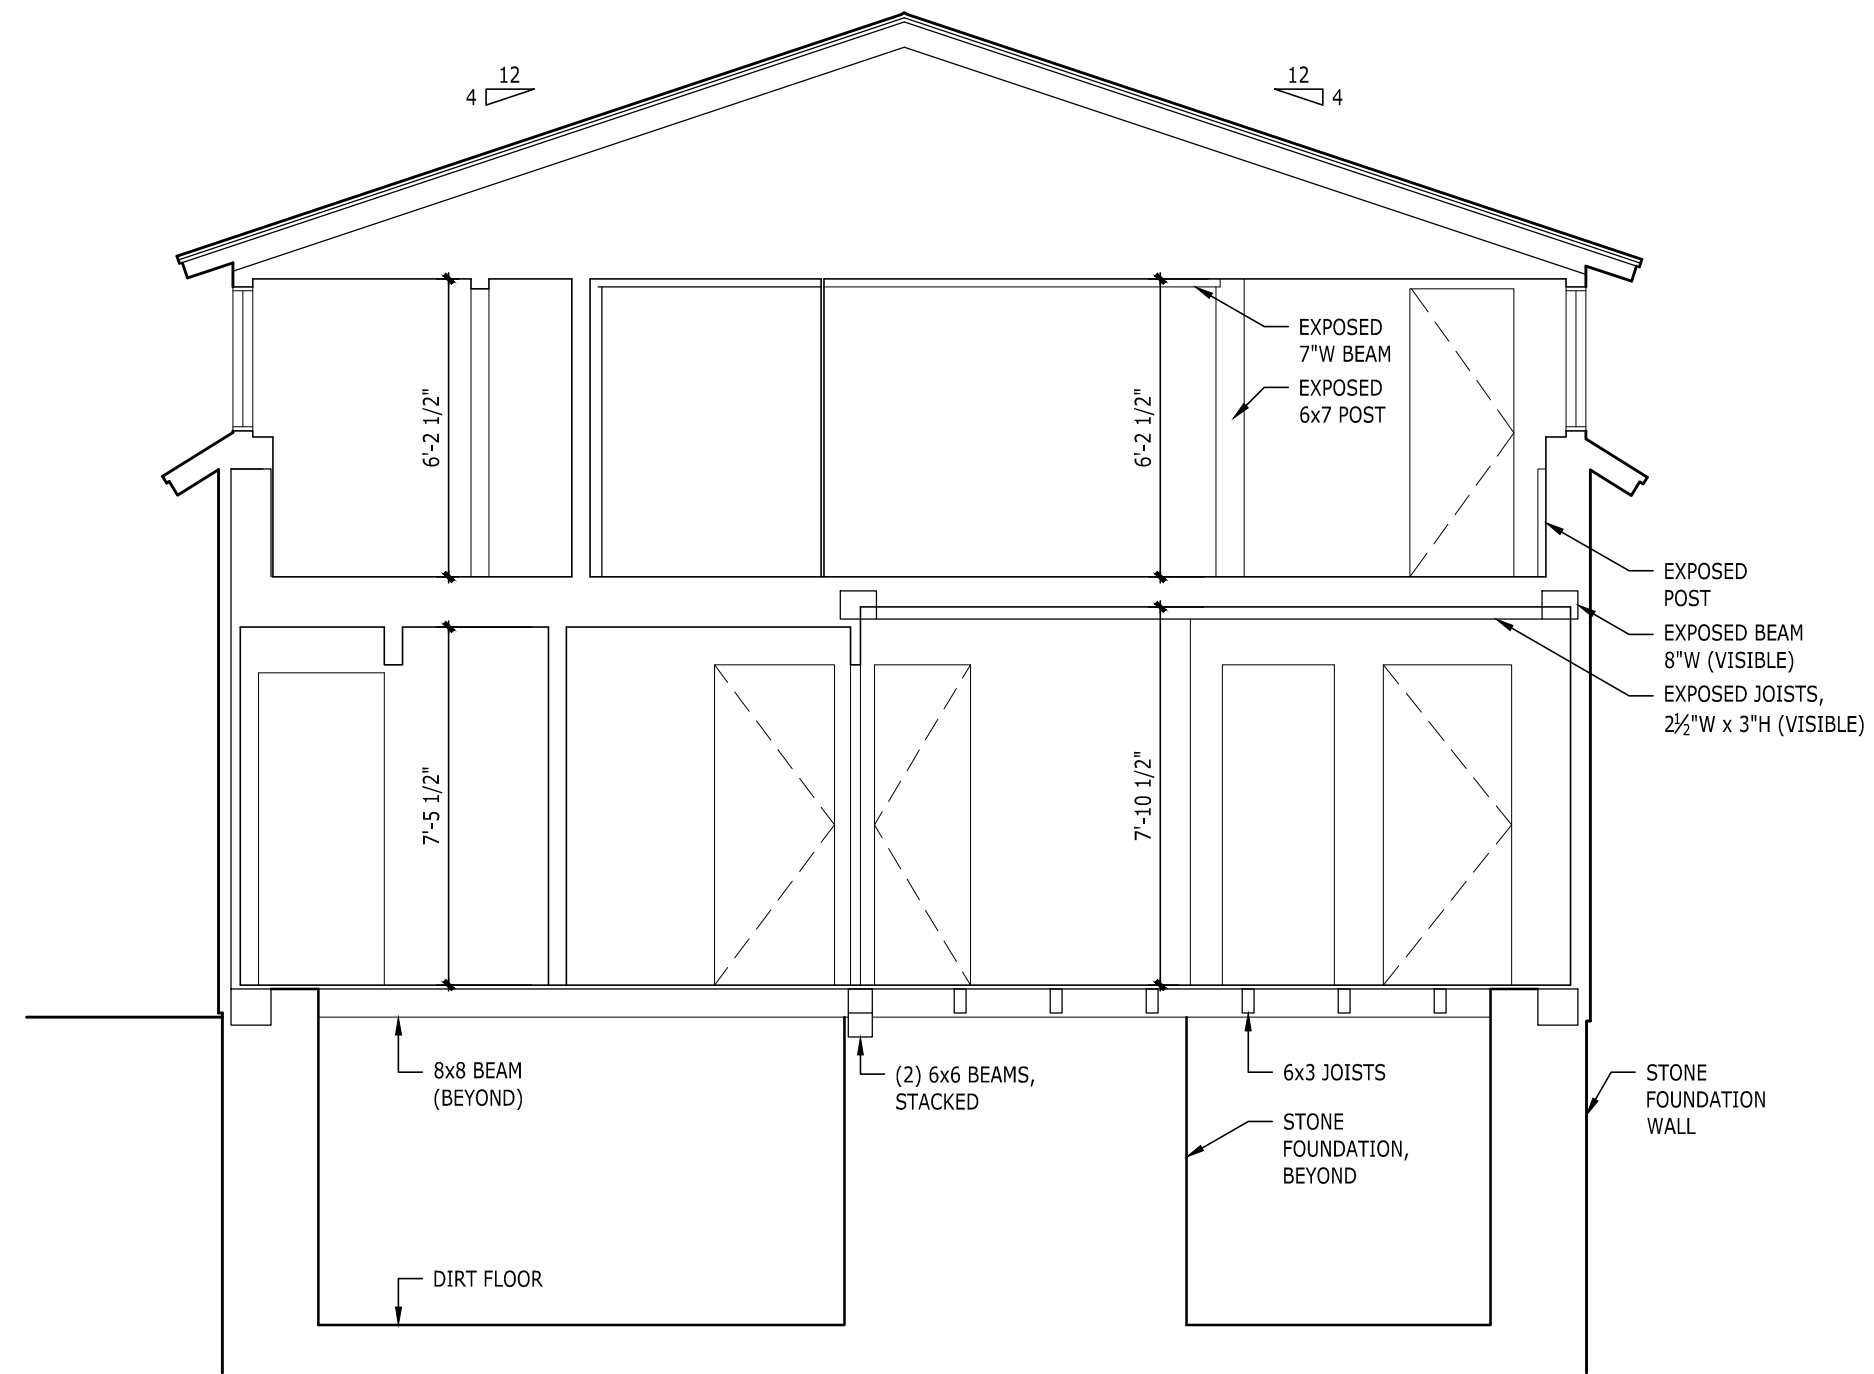 12
4
12
4
EXPOSED
7"W BEAM
EXPOSED
6x7 POST
6'-2 1/2"
6'-2 1/2"
EXPOSED
POST
EXPOSED BEAM
8"W (VISIBLE)
EXPOSED JOISTS,
2½"W x 3"H (VISIBLE)
7'-5 1/2"
7'-10 1/2"
8x8 BEAM
(BEYOND)
(2) 6x6 BEAMS,
STACKED
6x3 JOISTS
STONE
FOUNDATION,
BEYOND
STONE
FOUNDATION
WALL
DIRT FLOOR